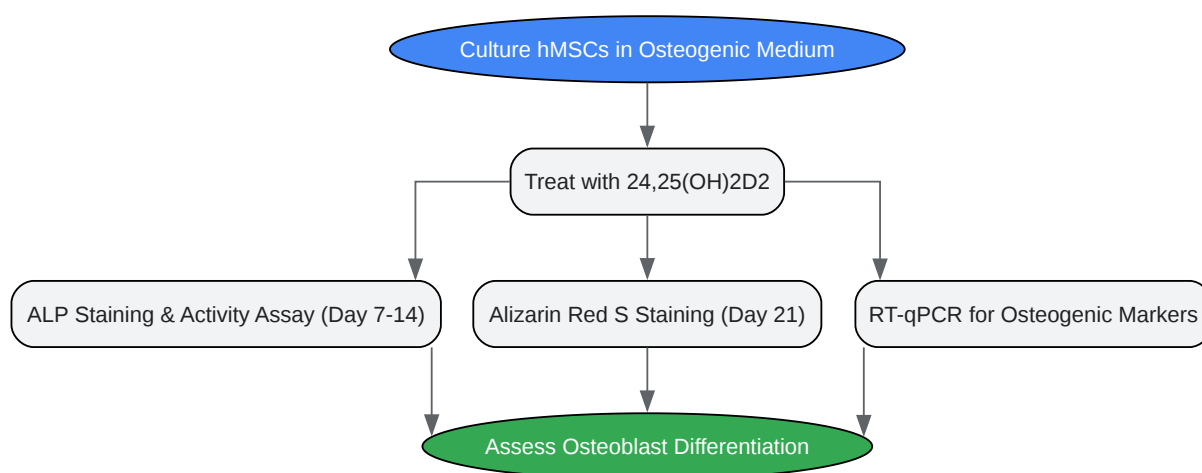 Culture hMSCs in Osteogenic Medium
Treat with 24,25(OH)2D2
ALP Staining & Activity Assay (Day 7-14)
Alizarin Red S Staining (Day 21)
RT-qPCR for Osteogenic Markers
Assess Osteoblast Differentiation